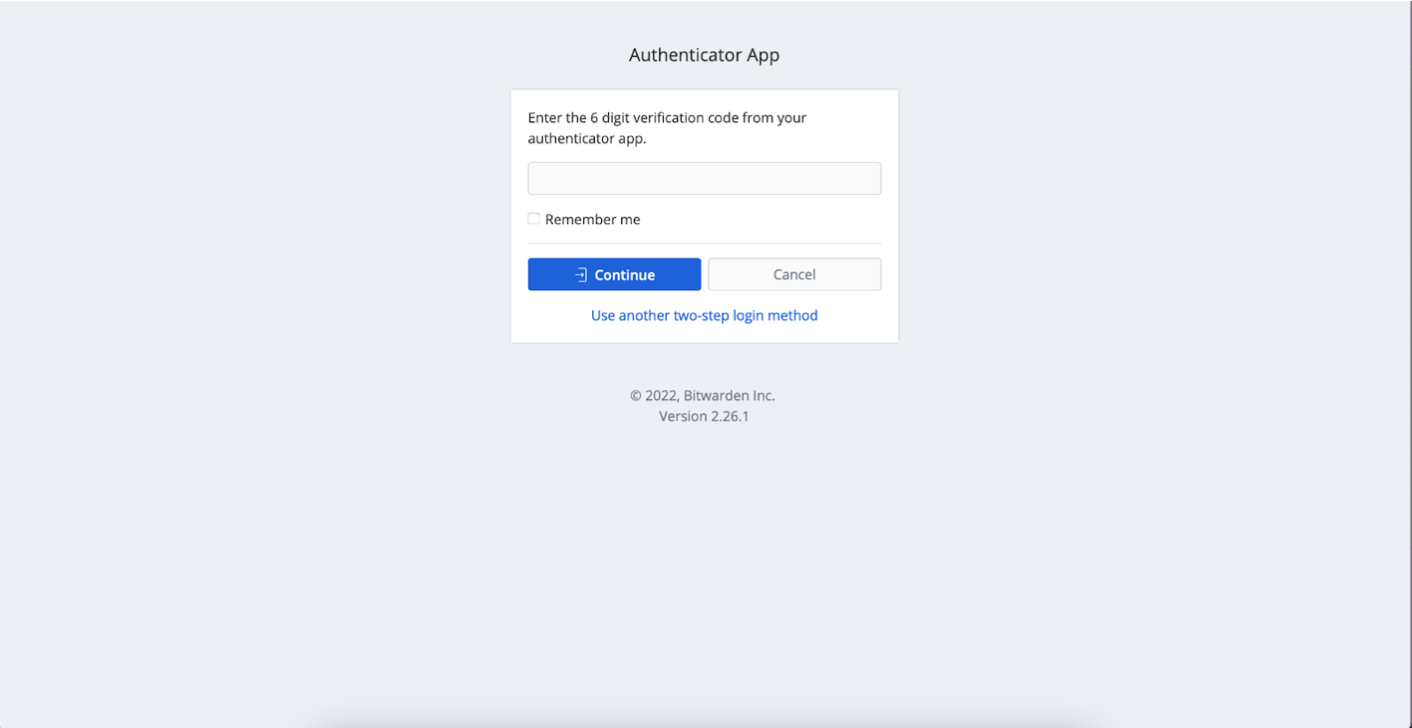 Authenticator App
Enter the 6 digit verification code from your
authenticator app.
Remember me
Continue
Cancel
Use another two-step login method
© 2022, Bitwarden Inc.
Version 2.26.1